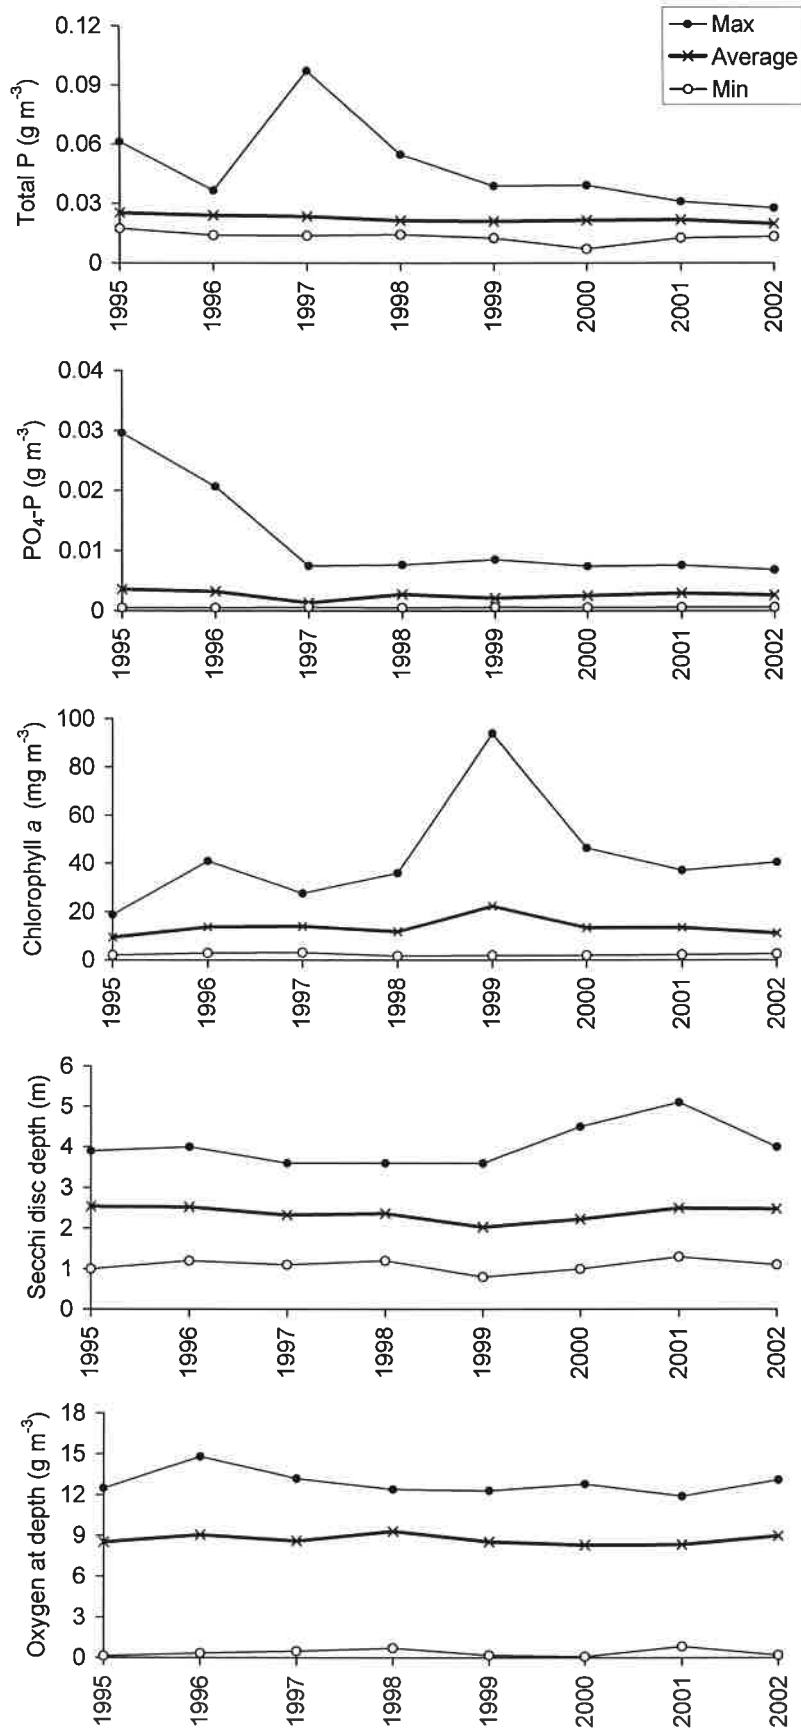 Max
Average
Min
Total P (g m⁻³)
0.12
0.09
0.06
0.03
0
1995 1996 1997 1998 1999 2000 2001 2002
PO₄-P (g m⁻³)
0.04
0.03
0.02
0.01
0
1995 1996 1997 1998 1999 2000 2001 2002
Chlorophyll a (mg m⁻³)
100
80
60
40
20
0
1995 1996 1997 1998 1999 2000 2001 2002
Secchi disc depth (m)
6
5
4
3
2
1
0
1995 1996 1997 1998 1999 2000 2001 2002
Oxygen at depth (g m⁻³)
18
15
12
9
6
3
0
1995 1996 1997 1998 1999 2000 2001 2002